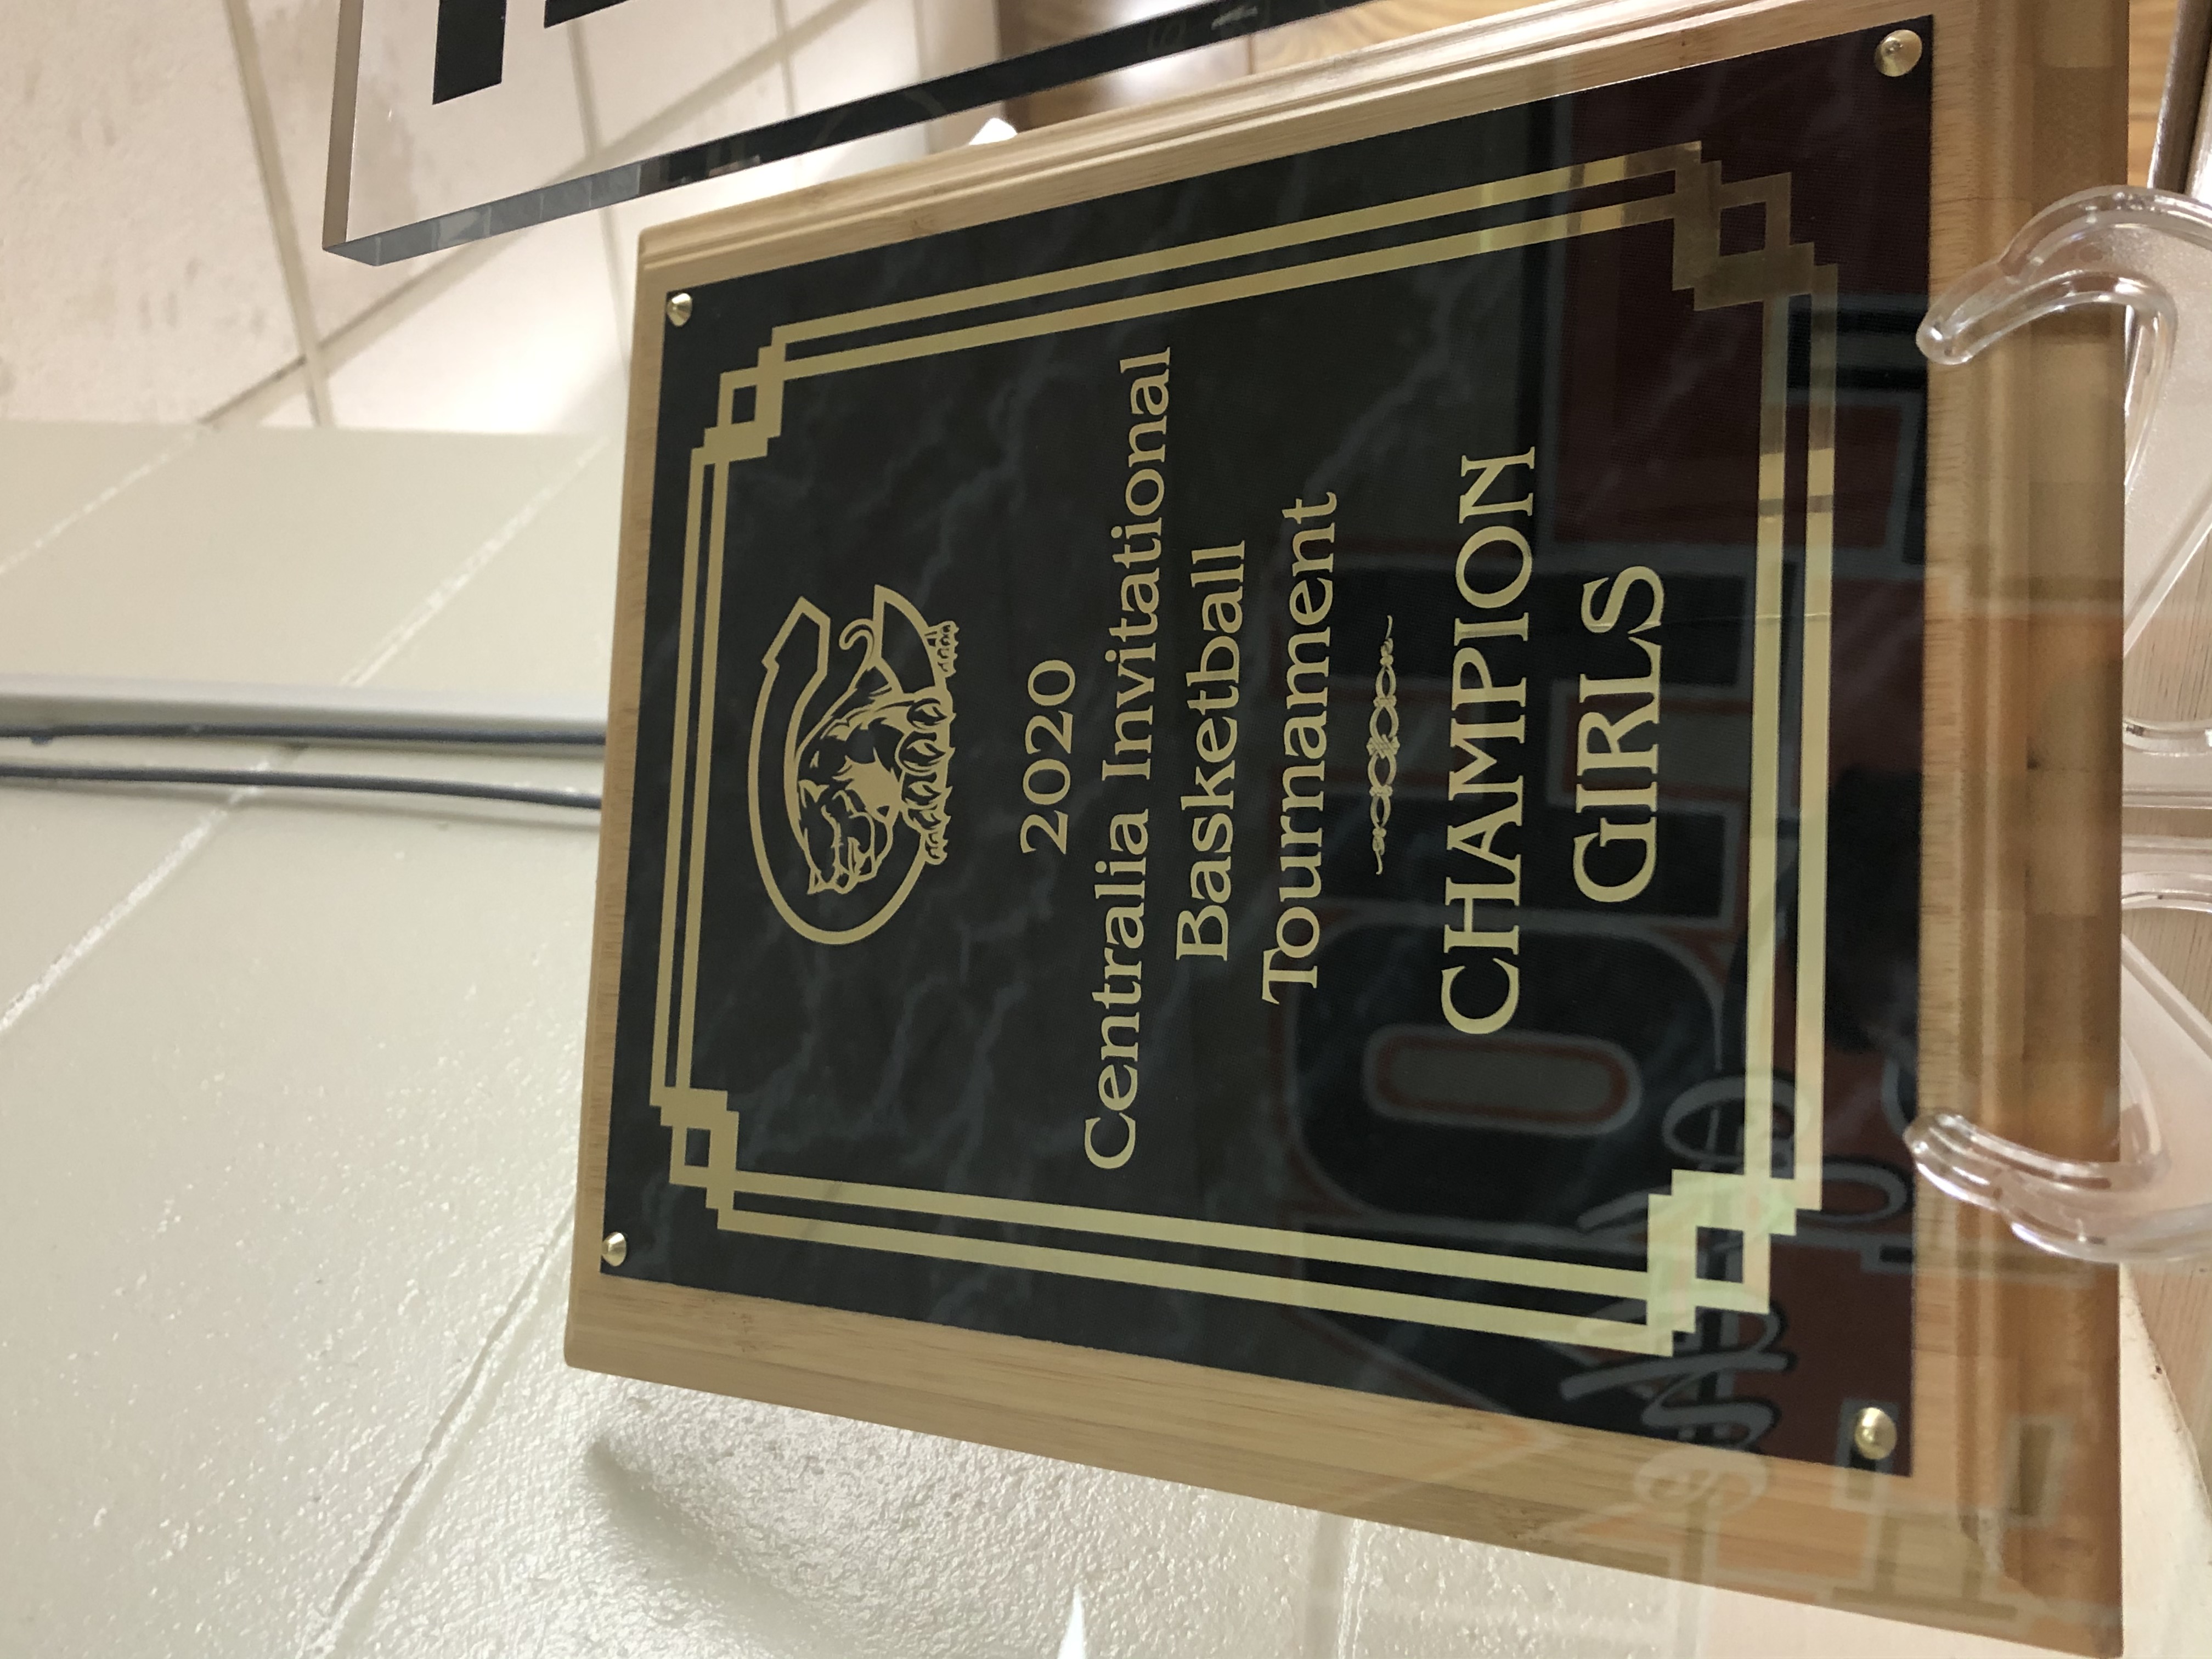 2020
Centralia Invitational
Basketball
Tournament
CHAMPION
GIRLS